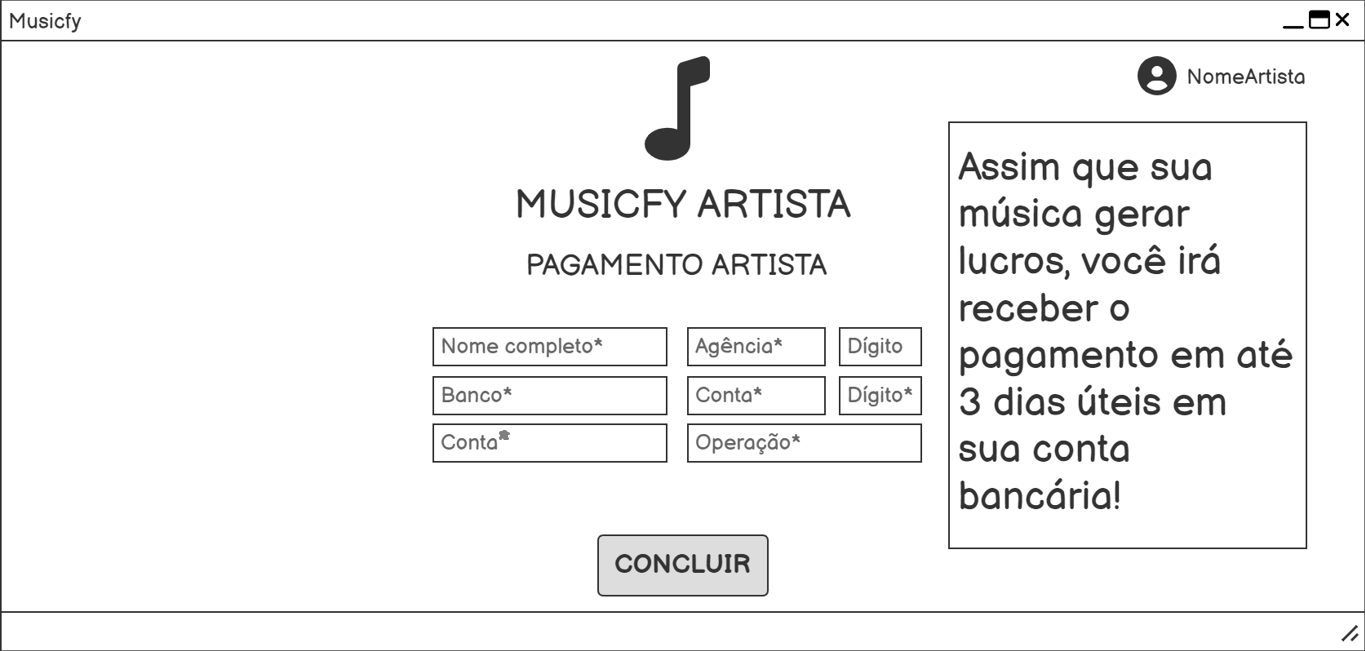 Musicfy
NomeArtista
MUSICFY ARTISTA
PAGAMENTO ARTISTA
Nome completo*
Agência*
Dígito
Banco*
Conta*
Dígito*
Conta*
Operação*
CONCLUIR
Assim que sua
música gerar
lucros, você irá
receber o
pagamento em até
3 dias úteis em
sua conta
bancária!